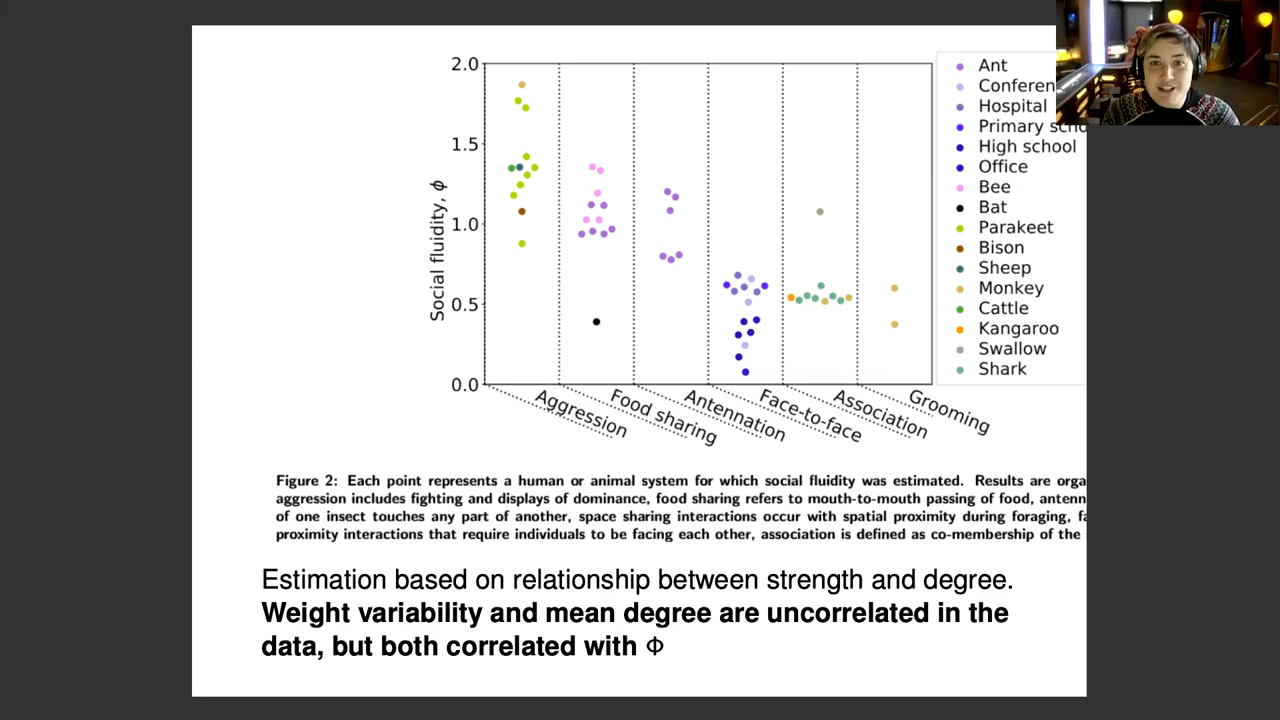 2.0
1.5
1.0
0.5
0.0
Social fluidity, ϕ
Aggression
Food sharing
Antennation
Face-to-face
Association
Grooming
Ant
Conferen
Hospital
Primary scho
High school
Office
Bee
Bat
Parakeet
Bison
Sheep
Monkey
Cattle
Kangaroo
Swallow
Shark
Figure 2: Each point represents a human or animal system for which social fluidity was estimated. Results are orga
aggression includes fighting and displays of dominance, food sharing refers to mouth-to-mouth passing of food, antenn
of one insect touches any part of another, space sharing interactions occur with spatial proximity during foraging, fa
proximity interactions that require individuals to be facing each other, association is defined as co-membership of the
Estimation based on relationship between strength and degree.
Weight variability and mean degree are uncorrelated in the
data, but both correlated with Φ